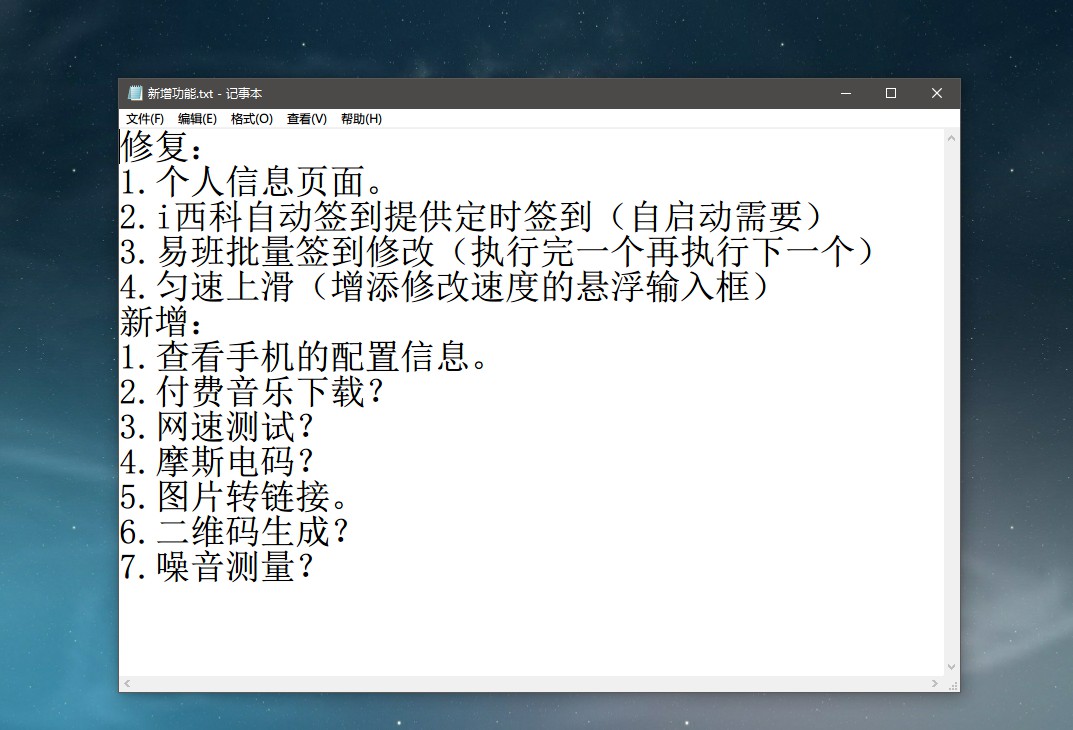 新增功能.txt - 记事本
文件(F) 编辑(E) 格式(O) 查看(V) 帮助(H)
修复：
1.个人信息页面。
2.i西科自动签到提供定时签到（自启动需要）
3.易班批量签到修改（执行完一个再执行下一个）
4.匀速上滑（增添修改速度的悬浮输入框）
新增：
1.查看手机的配置信息。
2.付费音乐下载？
3.网速测试？
4.摩斯电码？
5.图片转链接。
6.二维码生成？
7.噪音测量？